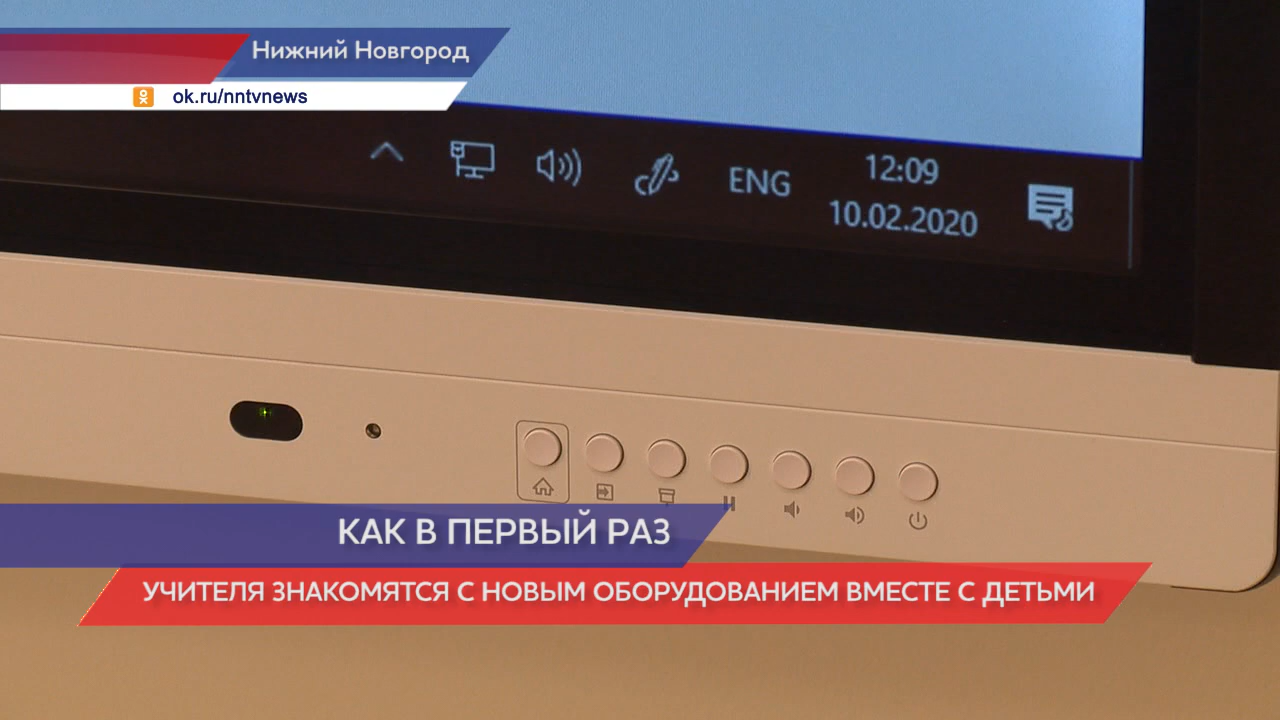 Нижний Новгород
ok.ru/nntvnews
ENG
12:09
10.02.2020
КАК В ПЕРВЫЙ РАЗ
УЧИТЕЛЯ ЗНАКОМЯТСЯ С НОВЫМ ОБОРУДОВАНИЕМ ВМЕСТЕ С ДЕТЬМИ